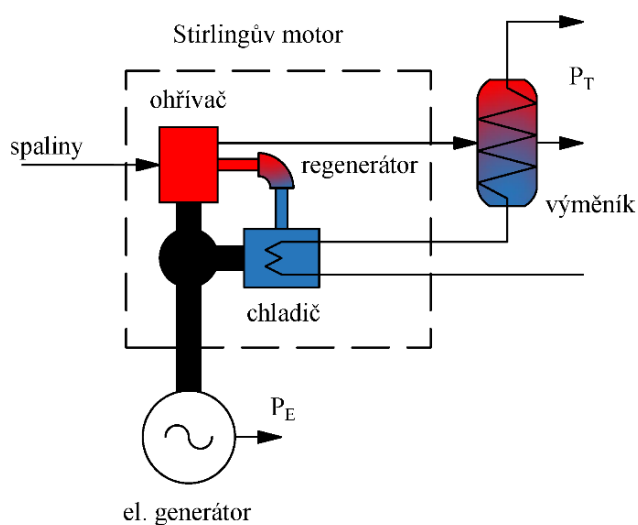 Stirlingův motor
ohřívač
P_T
spaliny
regenerátor
výměník
chladič
P_E
el. generátor